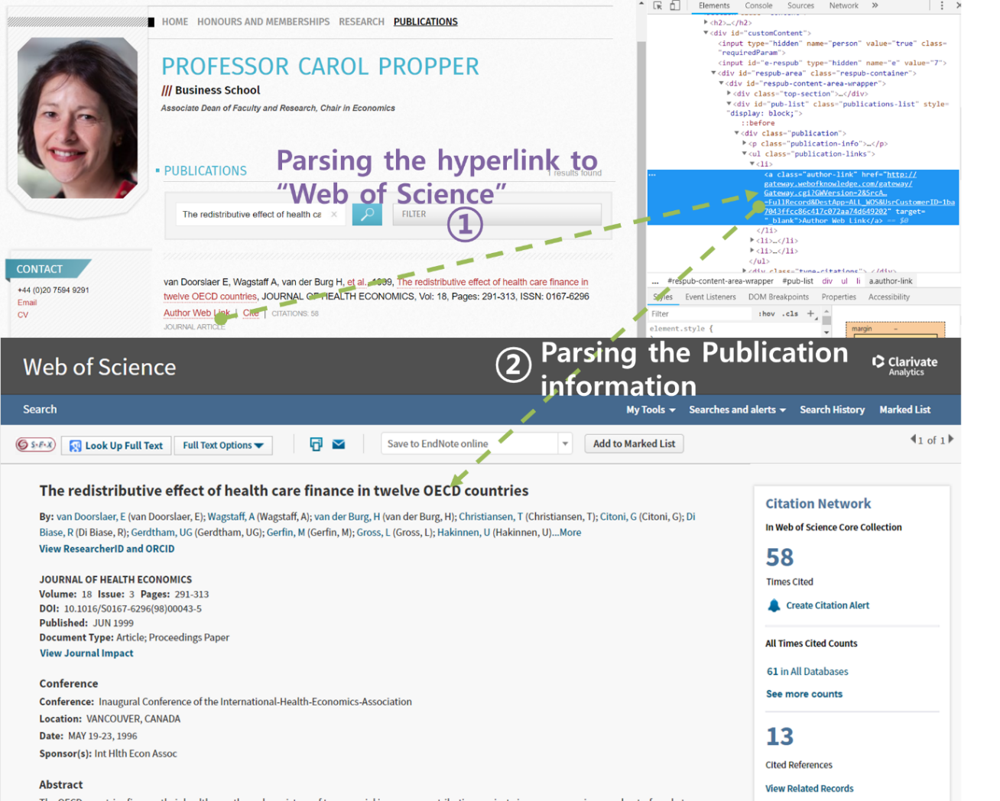 HOME HONOURS AND MEMBERSHIPS RESEARCH PUBLICATIONS
PROFESSOR CAROL PROPPER
/// Business School
Associate Dean of Faculty and Research, Chair in Economics
PUBLICATIONS
1 results found
Parsing the hyperlink to
“Web of Science”
①
The redistributive effect of health ca ×
FILTER
CONTACT
+44 (0)20 7594 9291
Email
CV
van Doorslaer E, Wagstaff A, van der Burg H, et al., 1999, The redistributive effect of health care finance in
twelve OECD countries, JOURNAL OF HEALTH ECONOMICS, Vol: 18, Pages: 291-313, ISSN: 0167-6296
Author Web Link | Cite | CITATIONS: 58
JOURNAL ARTICLE
Elements Console Sources Network »
<h2>…</h2>
<div id="customContent">
<input type="hidden" name="person" value="true" class=
"requiredParam">
<input id="e-respub" type="hidden" name="e" value="7">
<div id="respub-area" class="respub-container">
<div id="respub-content-area-wrapper">
<div class="top-section">…</div>
<div id="pub-list" class="publications-list" style=
"display: block;">
::before
<div class="publication">
<p class="publication-info">…</p>
<ul class="publication-links">
<li>
<a class="author-link" href="http://
gateway.webofknowledge.com/gateway/
Gateway.cgi?GWVersion=2&SrcA…
=FullRecord&DestApp=ALL_WOS&UsrCustomerID=1ba
7043ffcc86c417c072aa74d649202" target=
"_blank">Author Web Link</a> == $0
</li>
<li>…</li>
<li>…</li>
</ul>
<div class="type-citations">…</div>
... #respub-content-area-wrapper #pub-list div ul li a.author-link
Styles Event Listeners DOM Breakpoints Properties Accessibility
Filter :hov .cls +
element.style {
margin –
Web of Science
② Parsing the Publication
information
Clarivate
Analytics
Search
My Tools Searches and alerts Search History Marked List
S·F·X Look Up Full Text Full Text Options Save to EndNote online Add to Marked List 1 of 1
The redistributive effect of health care finance in twelve OECD countries
By: van Doorslaer, E (van Doorslaer, E); Wagstaff, A (Wagstaff, A); van der Burg, H (van der Burg, H); Christiansen, T (Christiansen, T); Citoni, G (Citoni, G); Di
Biase, R (Di Biase, R); Gerdtham, UG (Gerdtham, UG); Gerfin, M (Gerfin, M); Gross, L (Gross, L); Hakinnen, U (Hakinnen, U)...More
View ResearcherID and ORCID
JOURNAL OF HEALTH ECONOMICS
Volume: 18 Issue: 3 Pages: 291-313
DOI: 10.1016/S0167-6296(98)00043-5
Published: JUN 1999
Document Type: Article; Proceedings Paper
View Journal Impact
Conference
Conference: Inaugural Conference of the International-Health-Economics-Association
Location: VANCOUVER, CANADA
Date: MAY 19-23, 1996
Sponsor(s): Int Hlth Econ Assoc
Abstract
Citation Network
In Web of Science Core Collection
58
Times Cited
Create Citation Alert
All Times Cited Counts
61 in All Databases
See more counts
13
Cited References
View Related Records